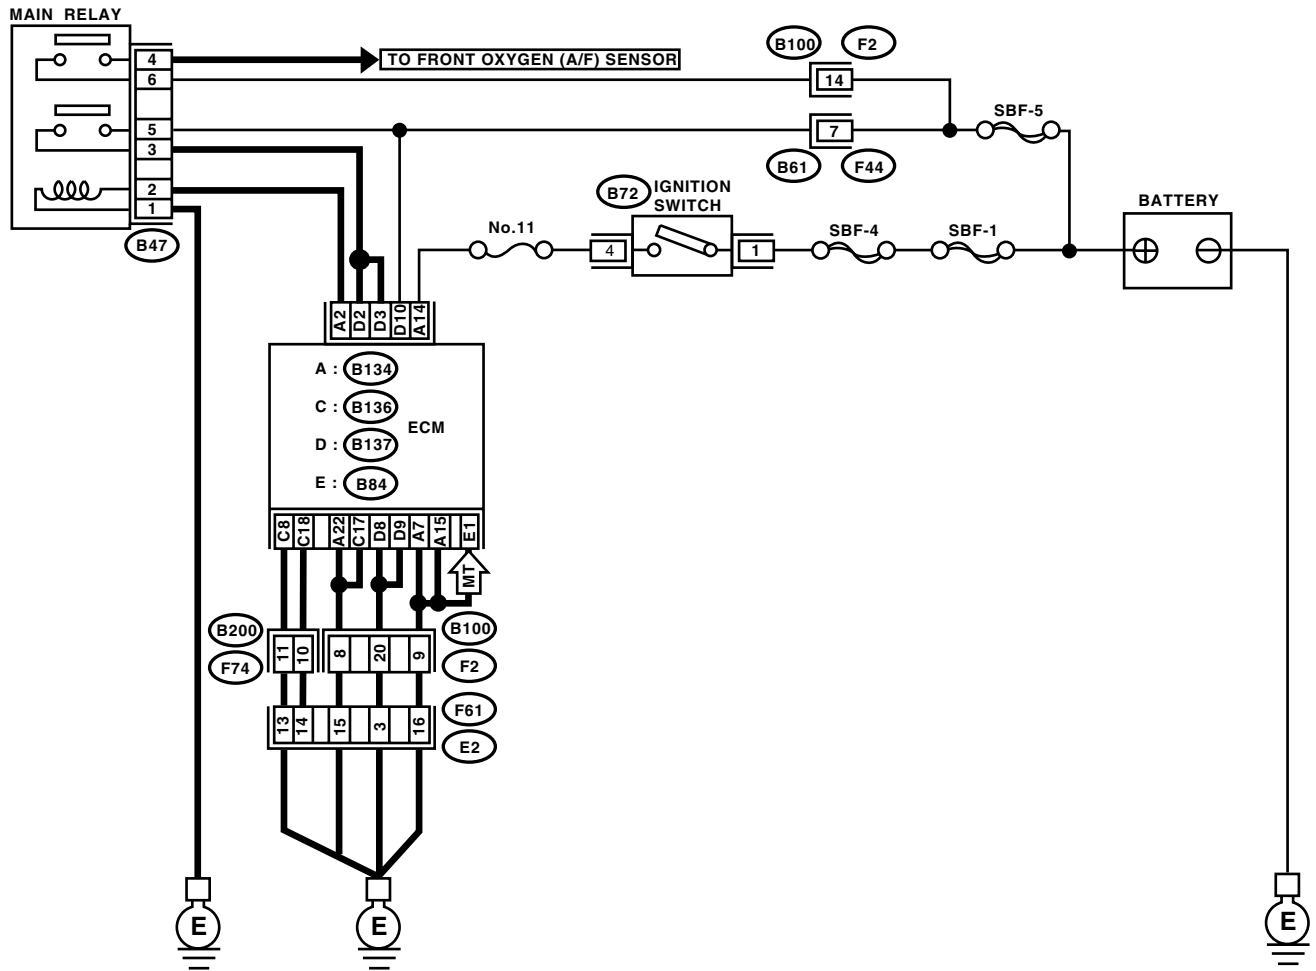 MAIN RELAY
4
TO FRONT OXYGEN (A/F) SENSOR
B100
F2
6
14
SBF-5
5
7
3
B61
F44
2
B72
IGNITION
SWITCH
BATTERY
1
B47
No.11
4
1
SBF-4
SBF-1
A2
D2
D3
D10
A14
A : B134
C : B136
ECM
D : B137
E : B84
C8
C18
A22
C17
D8
D9
A7
A15
E1
MT
B200
B100
11
10
8
20
9
F74
F2
F61
13
14
15
3
16
E2
E
E
E